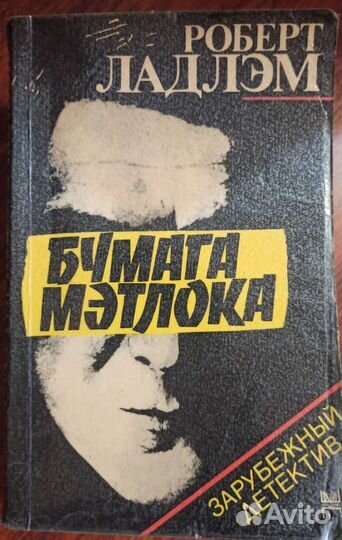 РОБЕРТ
ЛАДЛЭМ
БУМАГА
МЭТЛОКА
ЗАРУБЕЖНЫЙ
ДЕТЕКТИВ
Avito